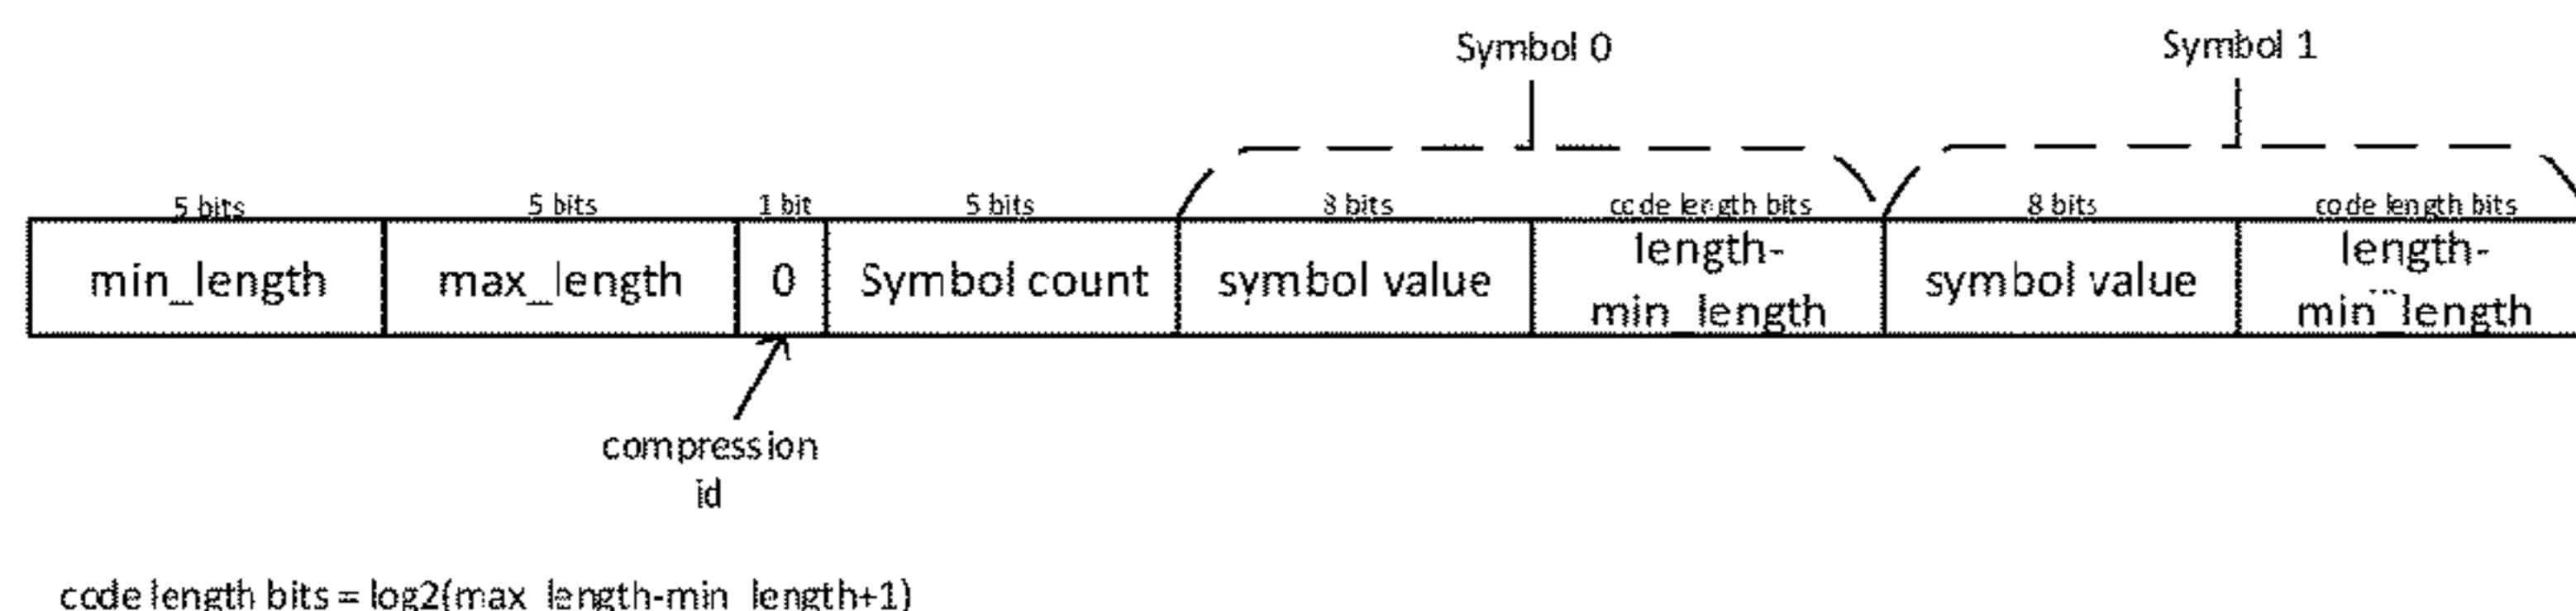 Symbol 0
Symbol 1
5 bits
5 bits
1 bit
5 bits
8 bits
code length bits
8 bits
code length bits
min_length
max_length
0
Symbol count
symbol value
length-
min_length
symbol value
length-
min_length
compression
id
code length bits = log2(max_length-min_length+1)